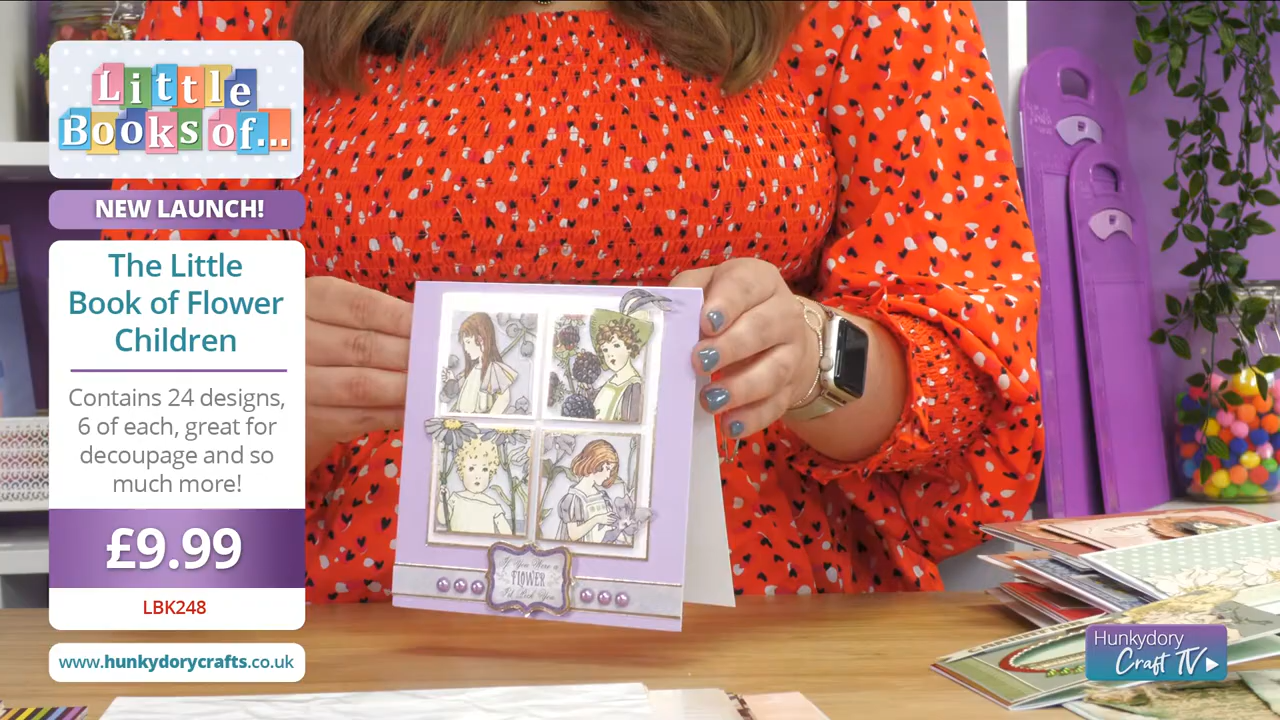 Little
Books of...
NEW LAUNCH!
The Little
Book of Flower
Children
Contains 24 designs,
6 of each, great for
decoupage and so
much more!
£9.99
LBK248
www.hunkydorycrafts.co.uk
If You Were a
FLOWER
I'd Pick You
Hunkydory
Craft TV